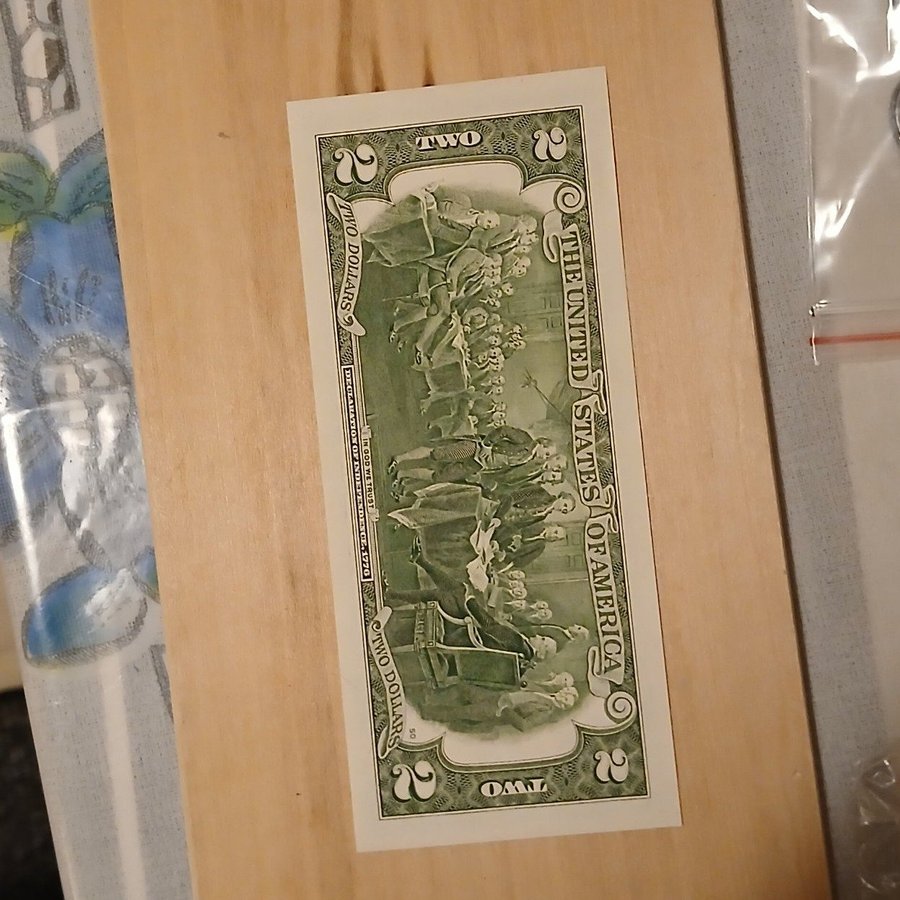 2
TWO
2
THE UNITED STATES OF AMERICA
TWO DOLLARS
IN GOD WE TRUST
DECLARATION OF INDEPENDENCE, 1776
50
TWO DOLLARS
2
TWO
2